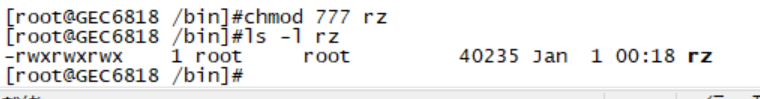 [root@GEC6818 /bin]#chmod 777 rz
[root@GEC6818 /bin]#ls -l rz
-rwxrwxrwx    1 root     root         40235 Jan  1 00:18 rz
[root@GEC6818 /bin]#